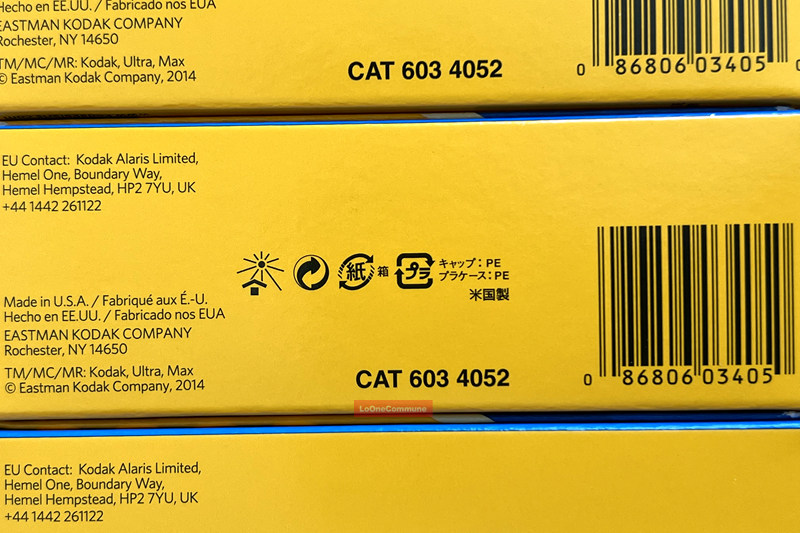 Hecho en EE.UU. / Fabricado nos EUA
EASTMAN KODAK COMPANY
Rochester, NY 14650
TM/MC/MR: Kodak, Ultra, Max
© Eastman Kodak Company, 2014
CAT 603 4052
0 86806 03405
EU Contact: Kodak Alaris Limited,
Hemel One, Boundary Way,
Hemel Hempstead, HP2 7YU, UK
+44 1442 261122
紙 箱
プラ
キャップ：PE
プラケース：PE
米国製
Made in U.S.A. / Fabriqué aux É.-U.
Hecho en EE.UU. / Fabricado nos EUA
EASTMAN KODAK COMPANY
Rochester, NY 14650
TM/MC/MR: Kodak, Ultra, Max
© Eastman Kodak Company, 2014
CAT 603 4052
0 86806 03405
LoOneCommune
EU Contact: Kodak Alaris Limited,
Hemel One, Boundary Way,
Hemel Hempstead, HP2 7YU, UK
+44 1442 261122